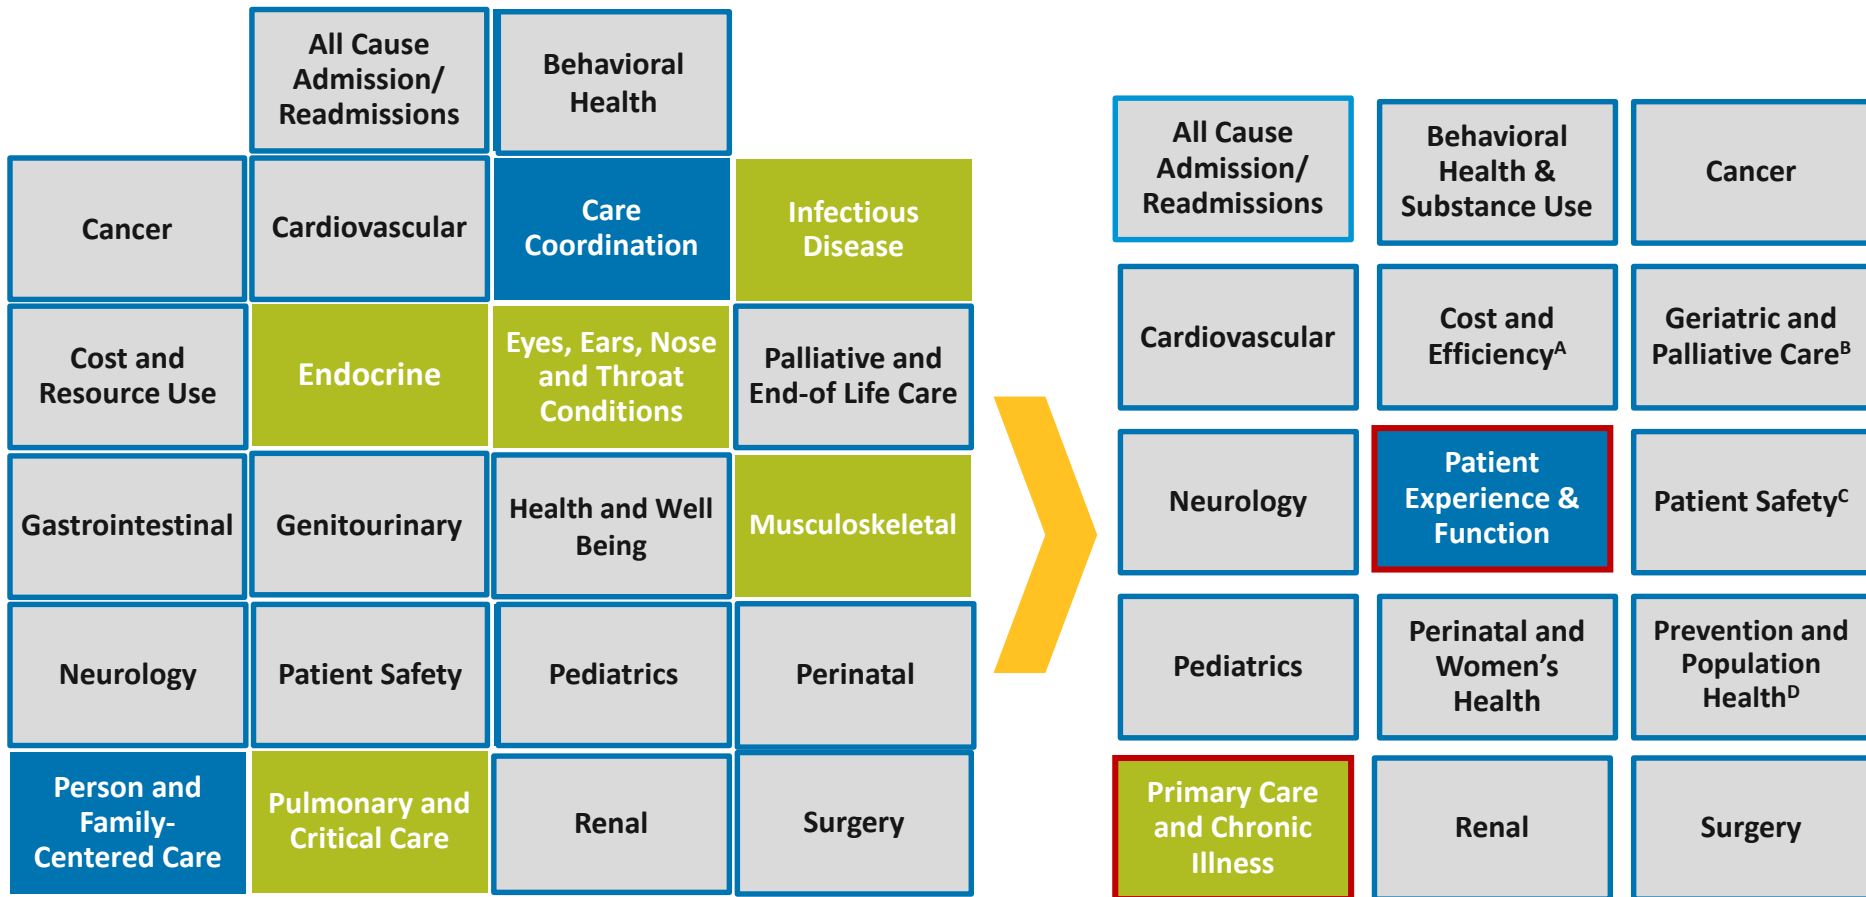 All Cause
Admission/
Readmissions
Behavioral
Health
Cancer
Cardiovascular
Care
Coordination
Infectious
Disease
Cost and
Resource Use
Endocrine
Eyes, Ears, Nose
and Throat
Conditions
Palliative and
End-of Life Care
Gastrointestinal
Genitourinary
Health and Well
Being
Musculoskeletal
Neurology
Patient Safety
Pediatrics
Perinatal
Person and
Family-
Centered Care
Pulmonary and
Critical Care
Renal
Surgery
All Cause
Admission/
Readmissions
Behavioral
Health &
Substance Use
Cancer
Cardiovascular
Cost and
Efficiencyᴬ
Geriatric and
Palliative Careᴮ
Neurology
Patient
Experience &
Function
Patient Safetyꟲ
Pediatrics
Perinatal and
Women’s
Health
Prevention and
Population
Healthᴰ
Primary Care
and Chronic
Illness
Renal
Surgery